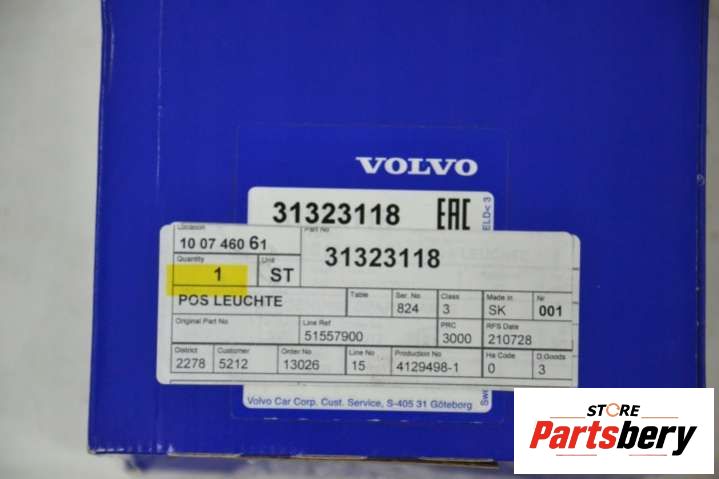 VOLVO
31323118 EAC
Location
10 07 460 61
Part No
31323118
Quantity
1
Unit
ST
POS LEUCHTE
Table
Ser. No
824
Class
3
Made in
SK
Nr
001
Original Part No
Line Ref
51557900
PRC
3000
RFS Date
210728
District
2278
Customer
5212
Order No
13026
Line No
15
Production No
4129498-1
Ha Code
0
D.Goods
3
Volvo Car Corp. Cust. Service, S-405 31 Göteborg
STORE
Partsbery